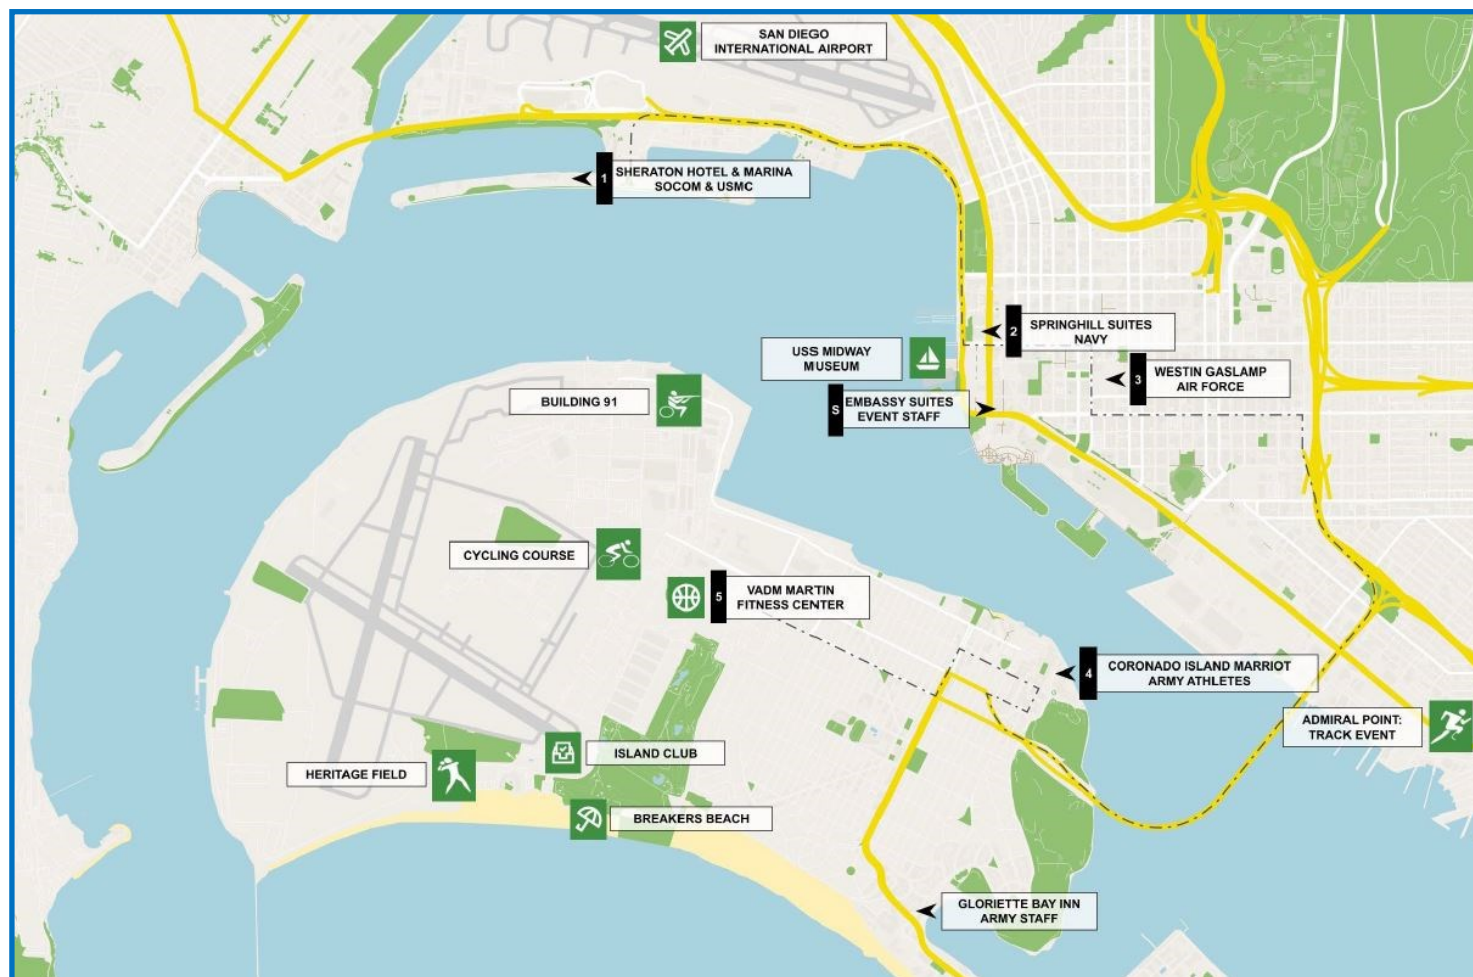 SAN DIEGO
INTERNATIONAL AIRPORT
1
SHERATON HOTEL & MARINA
SOCOM & USMC
2
SPRINGHILL SUITES
NAVY
USS MIDWAY
MUSEUM
3
WESTIN GASLAMP
AIR FORCE
BUILDING 91
S
EMBASSY SUITES
EVENT STAFF
CYCLING COURSE
5
VADM MARTIN
FITNESS CENTER
4
CORONADO ISLAND MARRIOT
ARMY ATHLETES
ADMIRAL POINT:
TRACK EVENT
ISLAND CLUB
HERITAGE FIELD
BREAKERS BEACH
GLORIETTE BAY INN
ARMY STAFF